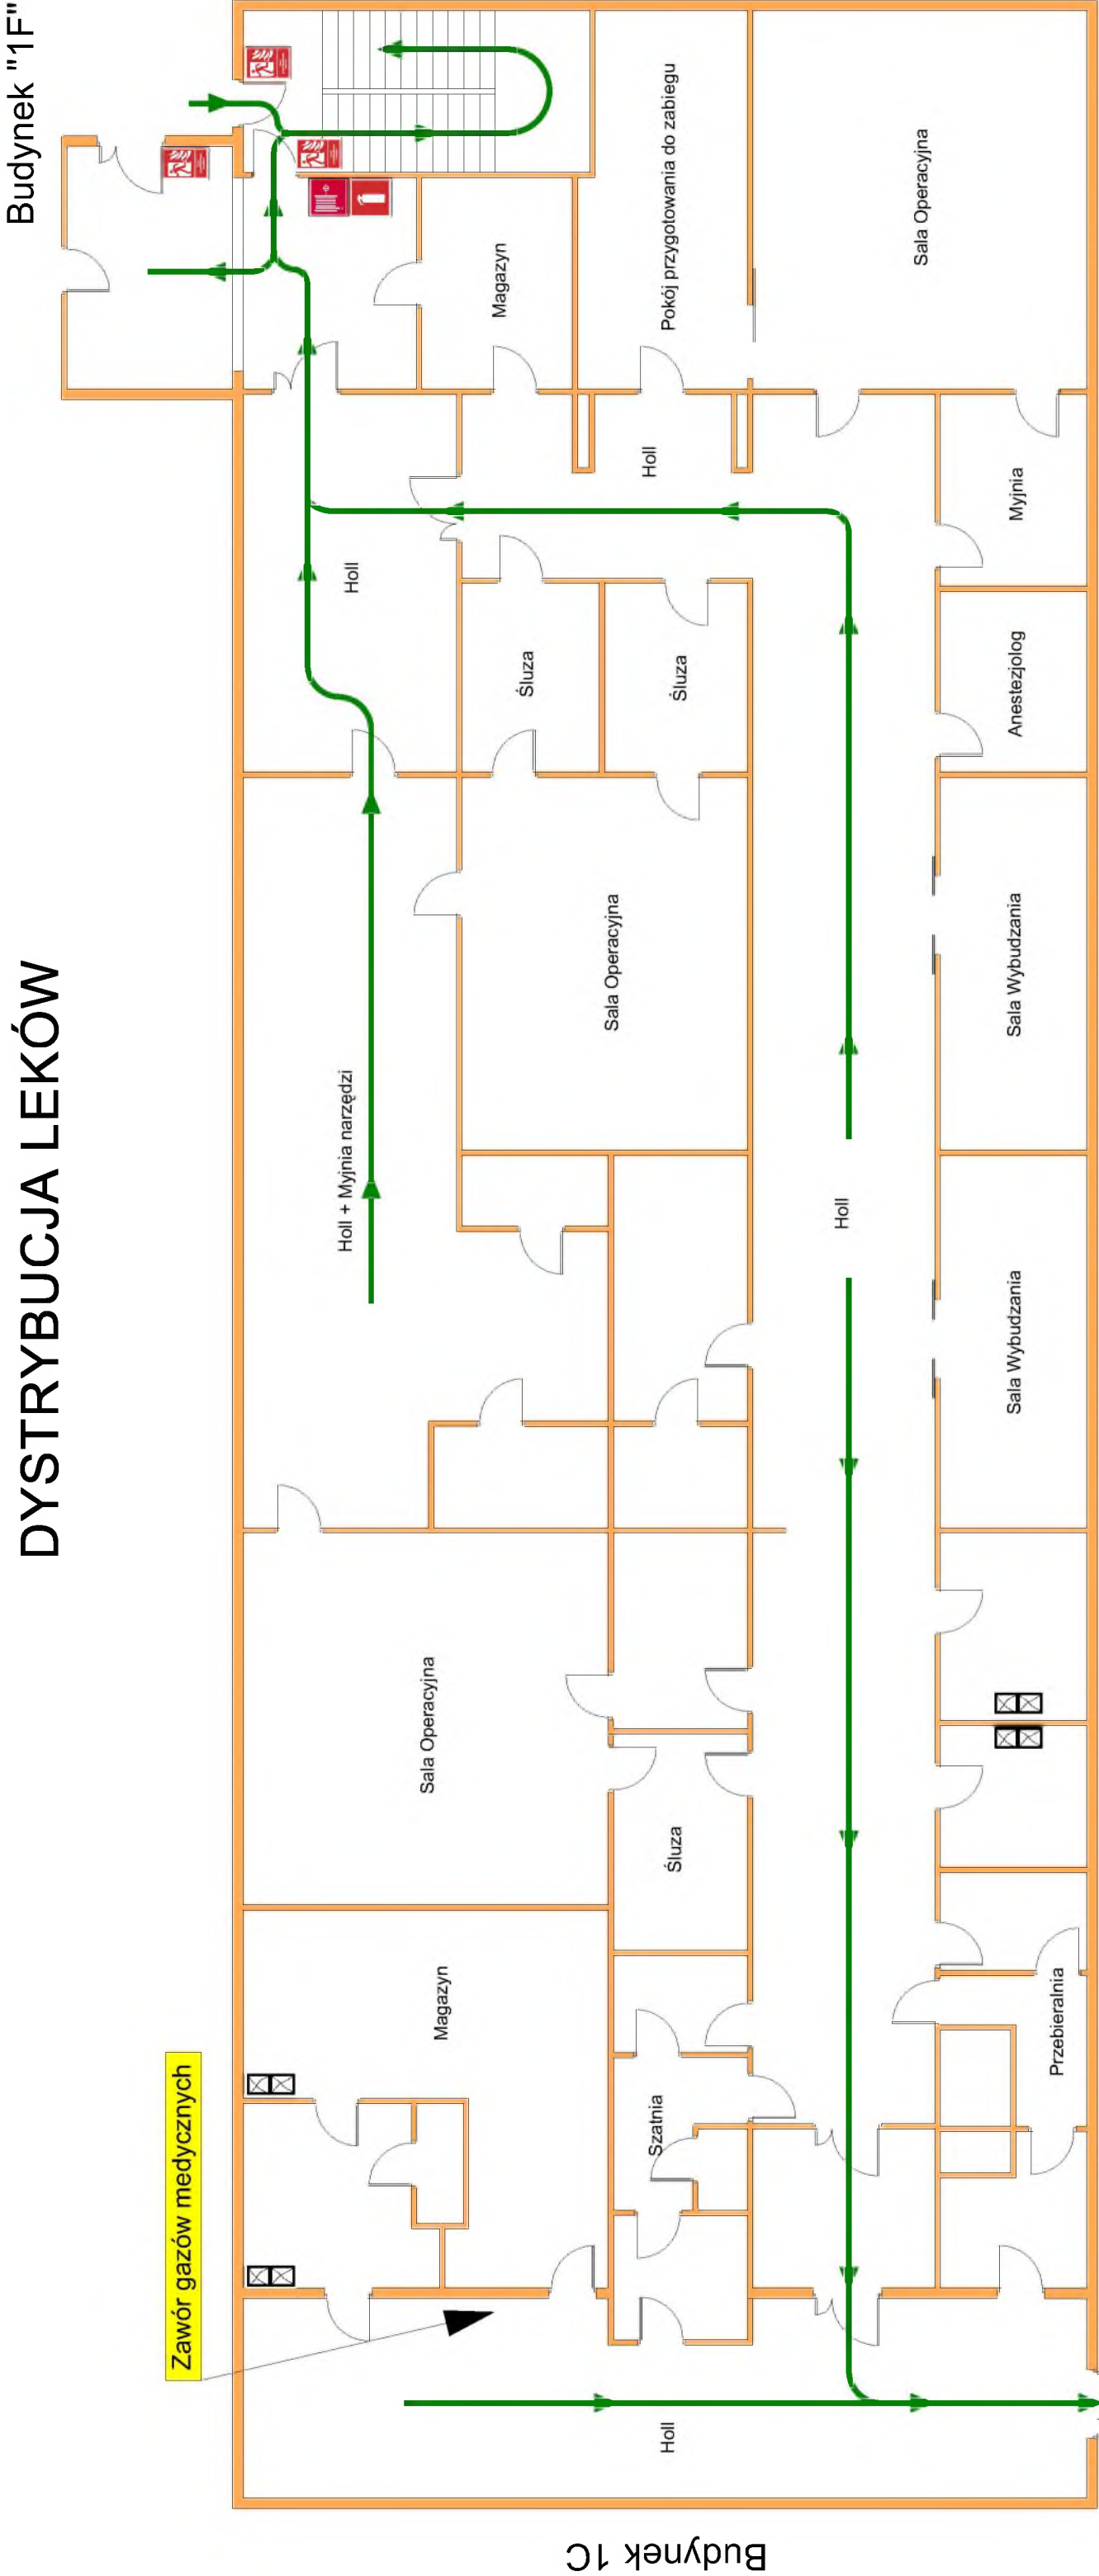 DYSTRYBUCJA LEKÓW
Budynek "1F"
Budynek 1C
Zawór gazów medycznych
Magazyn
Sala Operacyjna
Holl + Myjnia narzędzi
Holl
Magazyn
Pokój przygotowania do zabiegu
Sala Operacyjna
Holl
Śluza
Śluza
Sala Operacyjna
Śluza
Szatnia
Holl
Holl
Przebieralnia
Sala Wybudzania
Sala Wybudzania
Anestezjolog
Myjnia